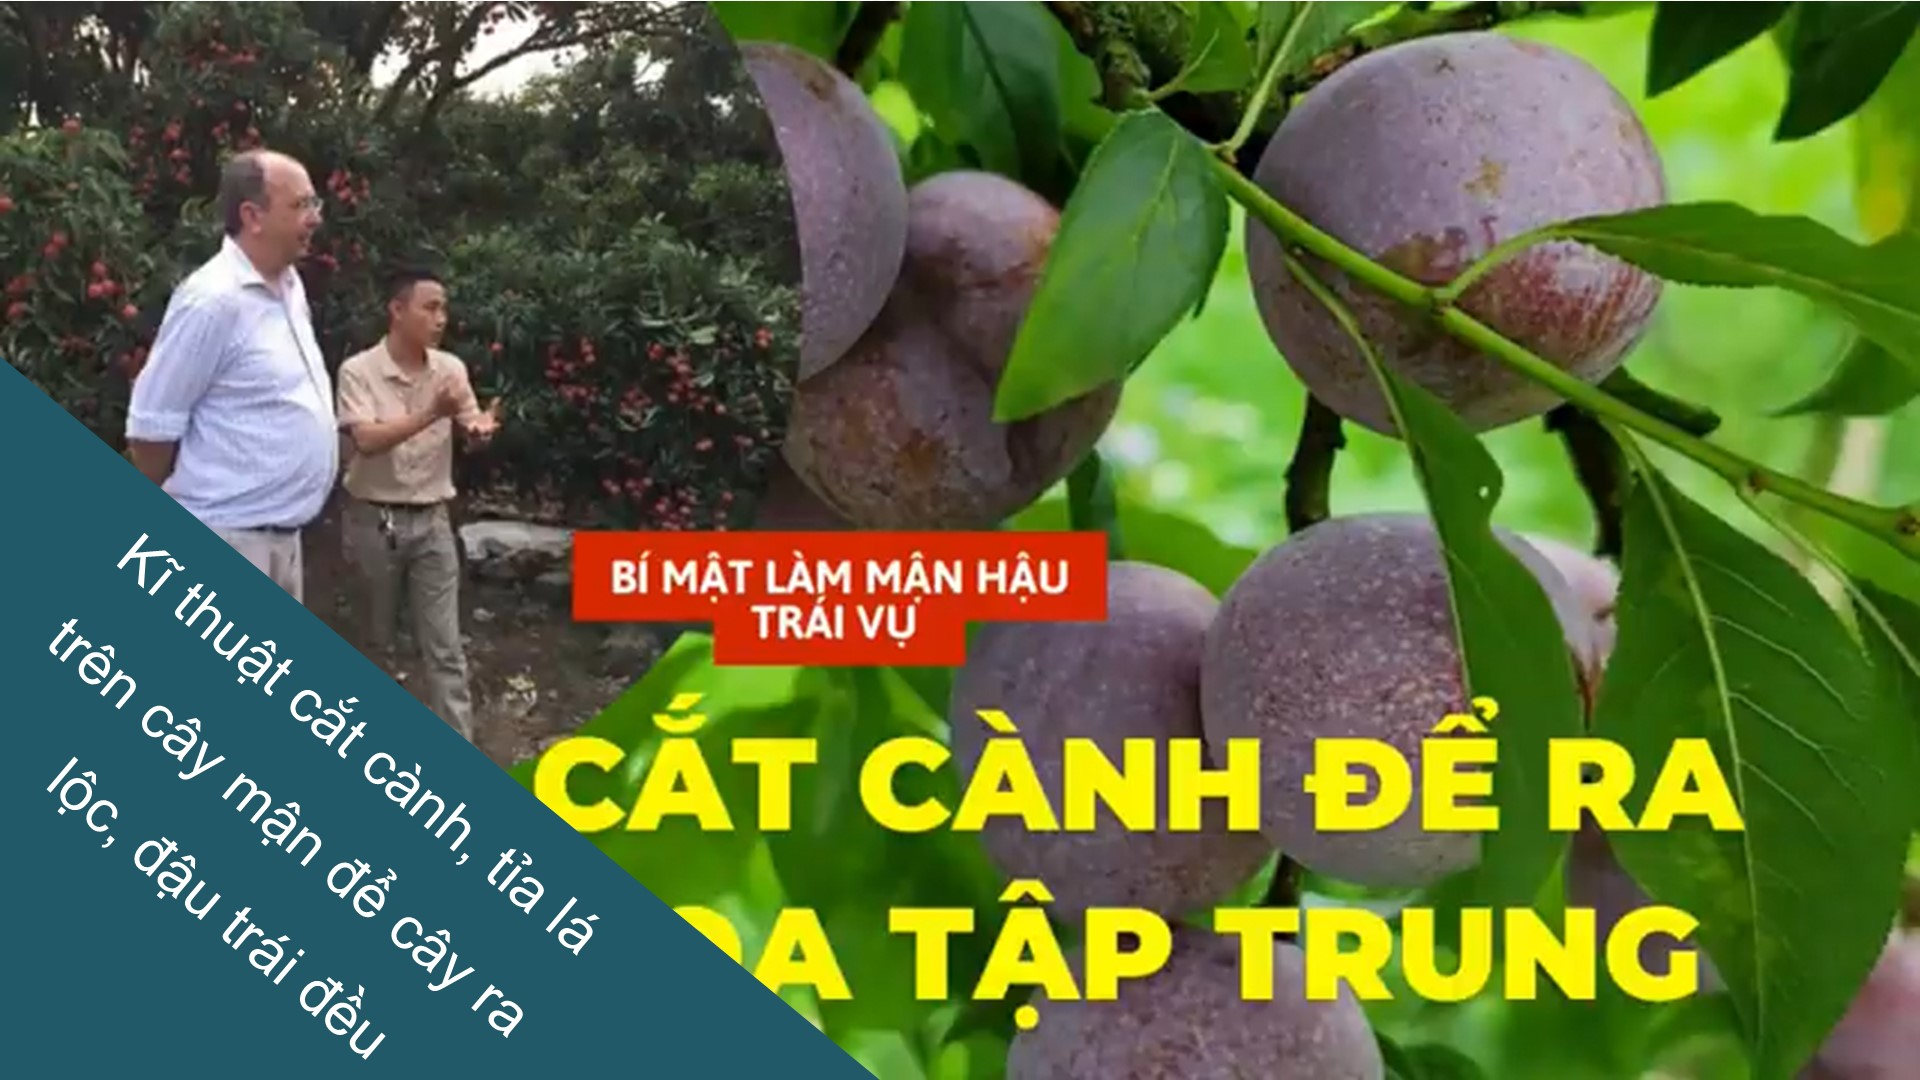 BÍ MẬT LÀM MẬN HẬU
TRÁI VỤ
CẮT CÀNH ĐỂ RA
OA TẬP TRUNG
Kĩ thuật cắt cành, tỉa lá
trên cây mận để cây ra
lộc, đậu trái đều